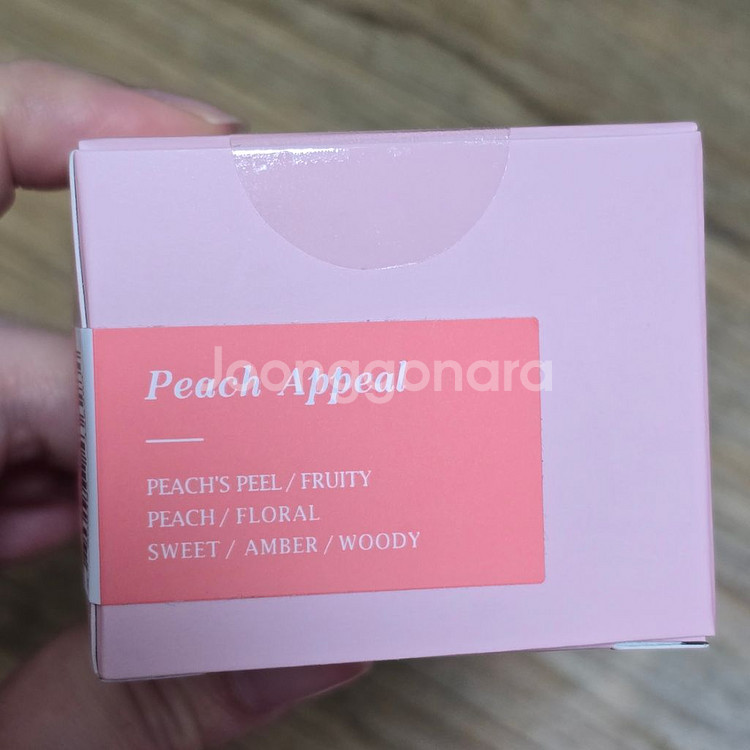 Peach Appeal
joonggonara
PEACH'S PEEL / FRUITY
PEACH / FLORAL
SWEET / AMBER / WOODY